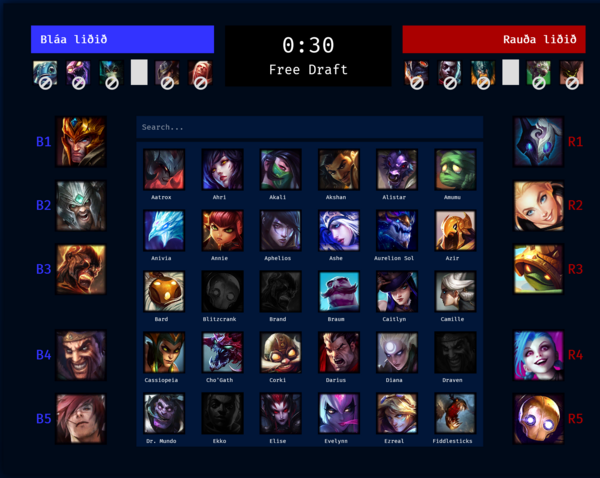 Bláa liðið
0:30
Free Draft
Rauða liðið
B1
B2
B3
B4
B5
Search...
Aatrox Ahri Akali Akshan Alistar Amumu
Anivia Annie Aphelios Ashe Aurelion Sol Azir
Bard Blitzcrank Brand Braum Caitlyn Camille
Cassiopeia Cho'Gath Corki Darius Diana Draven
Dr. Mundo Ekko Elise Evelynn Ezreal Fiddlesticks
R1
R2
R3
R4
R5